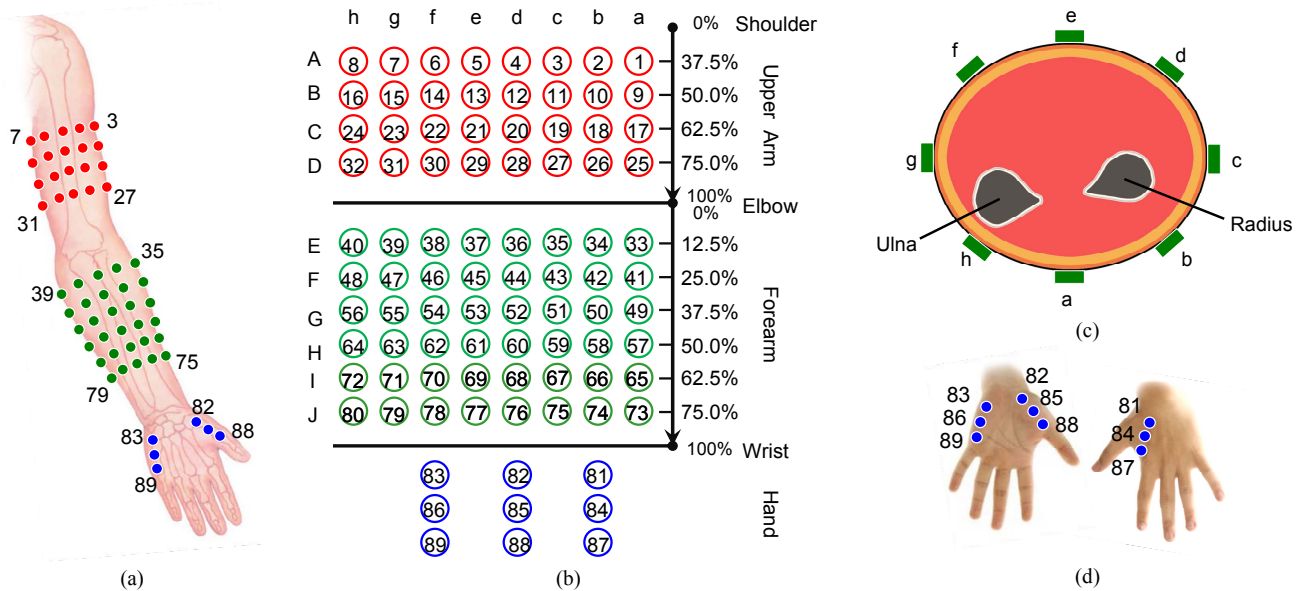 7
3
31
27
35
39
75
79
82
83
88
89
(a)
h g f e d c b a
0% Shoulder
A 8 7 6 5 4 3 2 1 37.5%
B 16 15 14 13 12 11 10 9 50.0%
C 24 23 22 21 20 19 18 17 62.5%
D 32 31 30 29 28 27 26 25 75.0%
Upper Arm
100%
0%
Elbow
E 40 39 38 37 36 35 34 33 12.5%
F 48 47 46 45 44 43 42 41 25.0%
G 56 55 54 53 52 51 50 49 37.5%
H 64 63 62 61 60 59 58 57 50.0%
I 72 71 70 69 68 67 66 65 62.5%
J 80 79 78 77 76 75 74 73 75.0%
Forearm
100% Wrist
83 82 81
86 85 84
89 88 87
Hand
(b)
e
f
d
g
c
Ulna
Radius
h
b
a
(c)
82
83
85
86
88
89
81
84
87
(d)